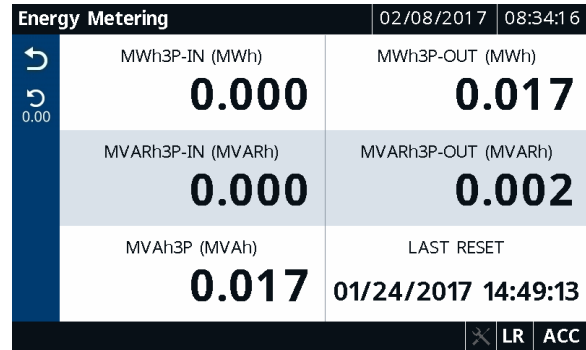 Energy Metering 02/08/2017 08:34:16
MWh3P-IN (MWh) MWh3P-OUT (MWh)
0.000 0.017
0.00
MVARh3P-IN (MVARh) MVARh3P-OUT (MVARh)
0.000 0.002
MVAh3P (MVAh) LAST RESET
0.017 01/24/2017 14:49:13
LR ACC